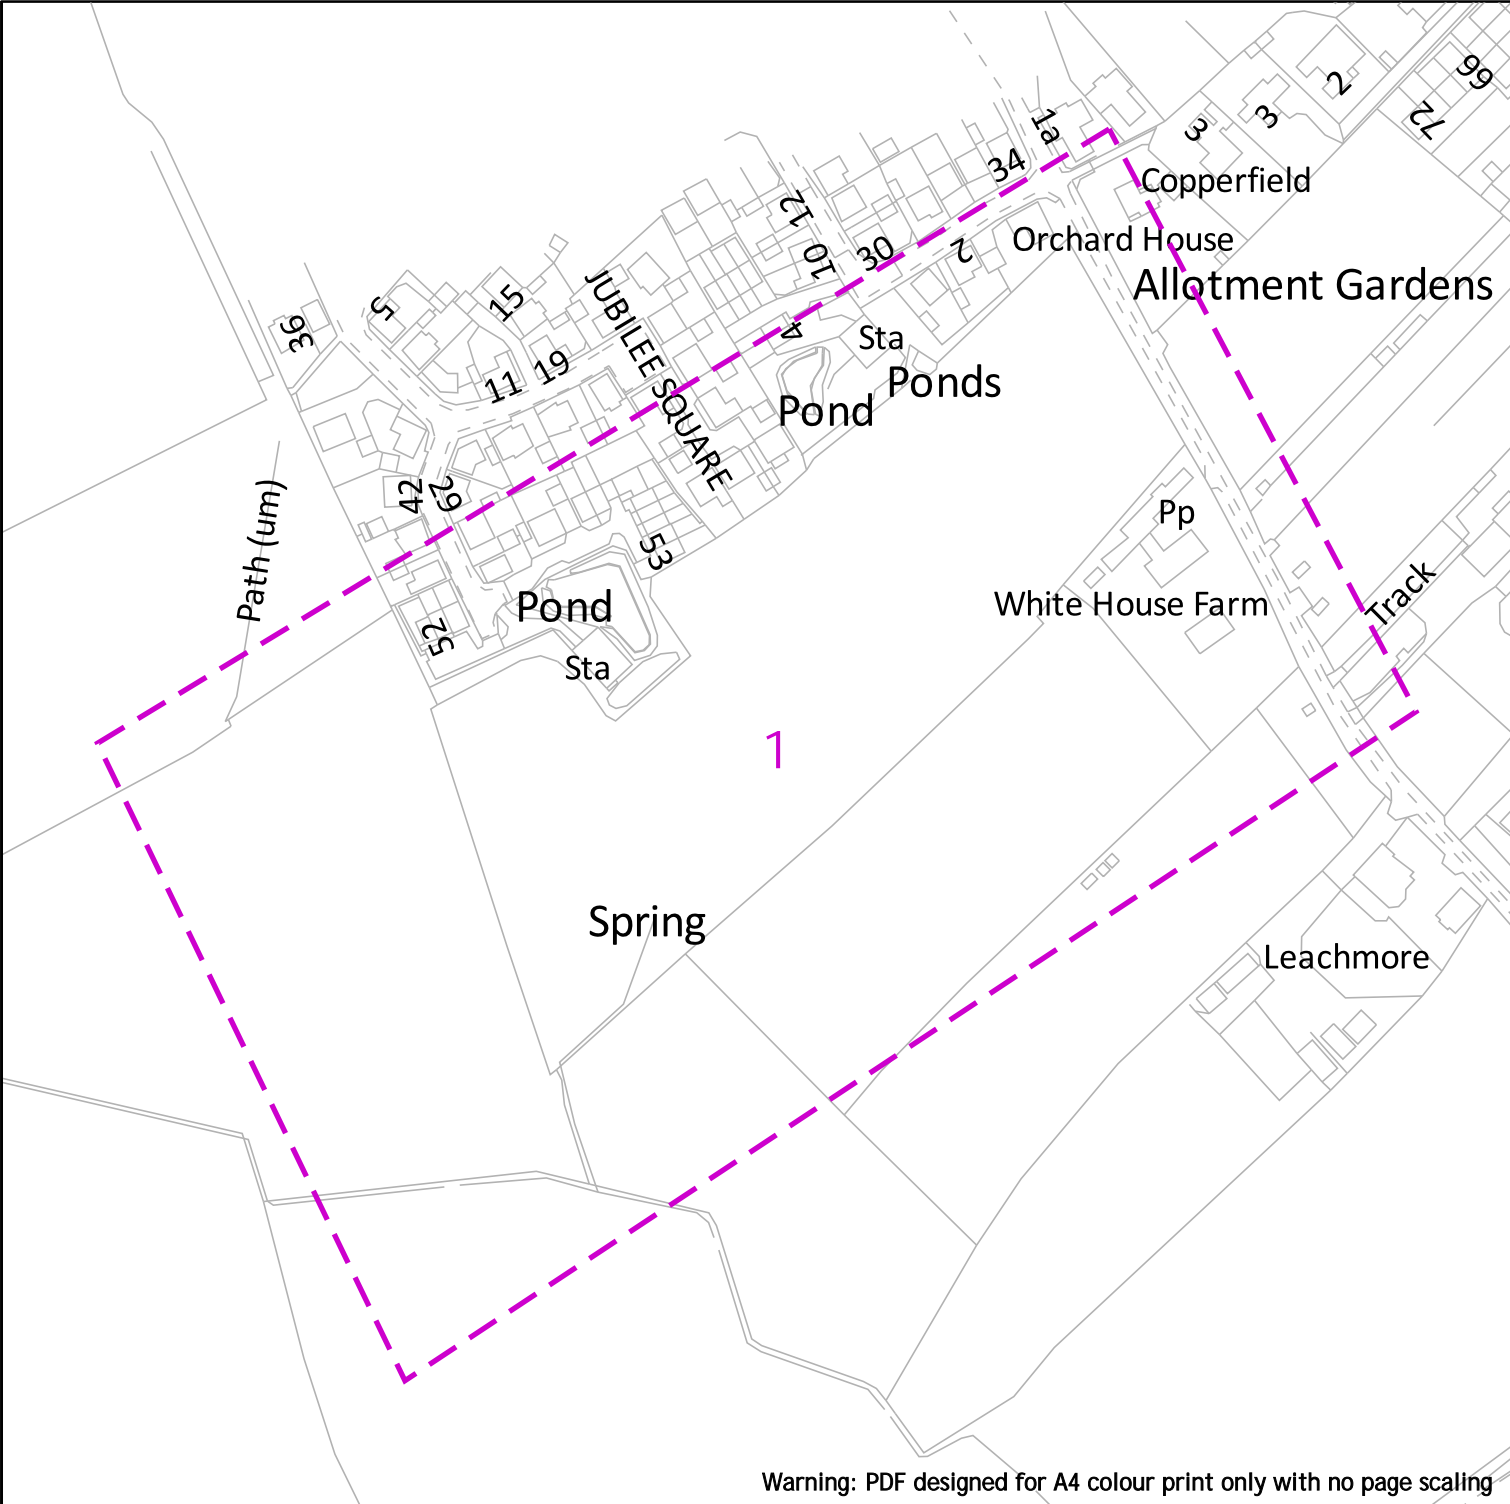 99
2
3
3
72
1a
34
Copperfield
12
Orchard House
30
2
10
Allotment Gardens
5
15
JUBILEE SQUARE
36
4
Sta
Ponds
19
11
Pond
42
29
Path (um)
Pp
53
White House Farm
Track
Pond
52
Sta
1
Spring
Leachmore
Warning: PDF designed for A4 colour print only with no page scaling